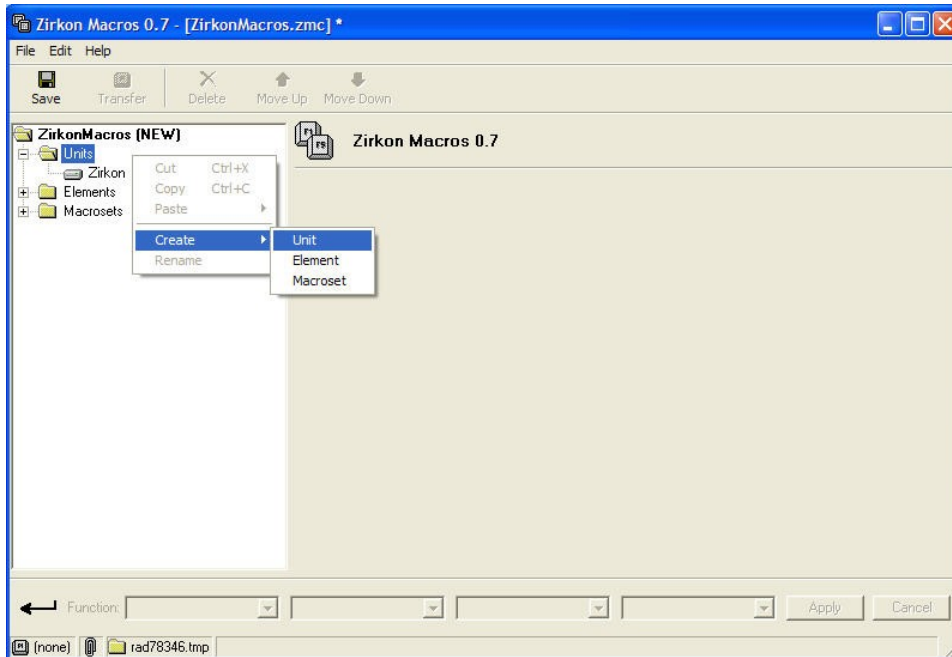 Zirkon Macros 0.7 - [ZirkonMacros.zmc] *
File Edit Help
Save Transfer Delete Move Up Move Down
ZirkonMacros (NEW)
Units
Zirkon
Elements
Macrosets
Zirkon Macros 0.7
Cut Ctrl+X
Copy Ctrl+C
Paste
Create
Rename
Unit
Element
Macroset
Function: Apply Cancel
(none) rad78346.tmp